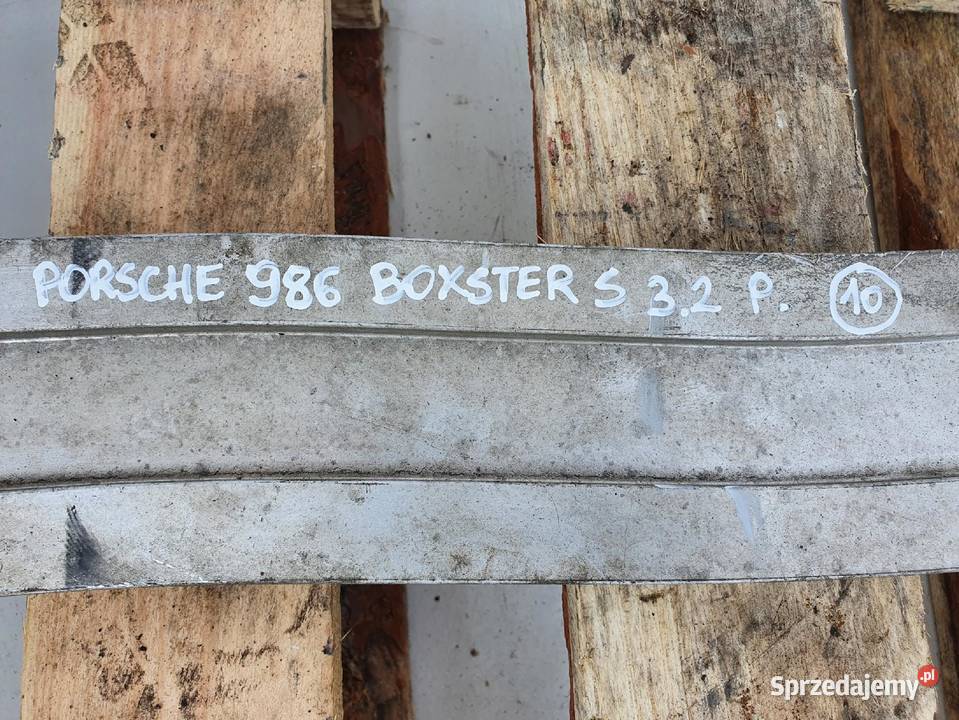 PORSCHE 986 BOXSTER S 3.2 P. 10
Sprzedajemy.pl